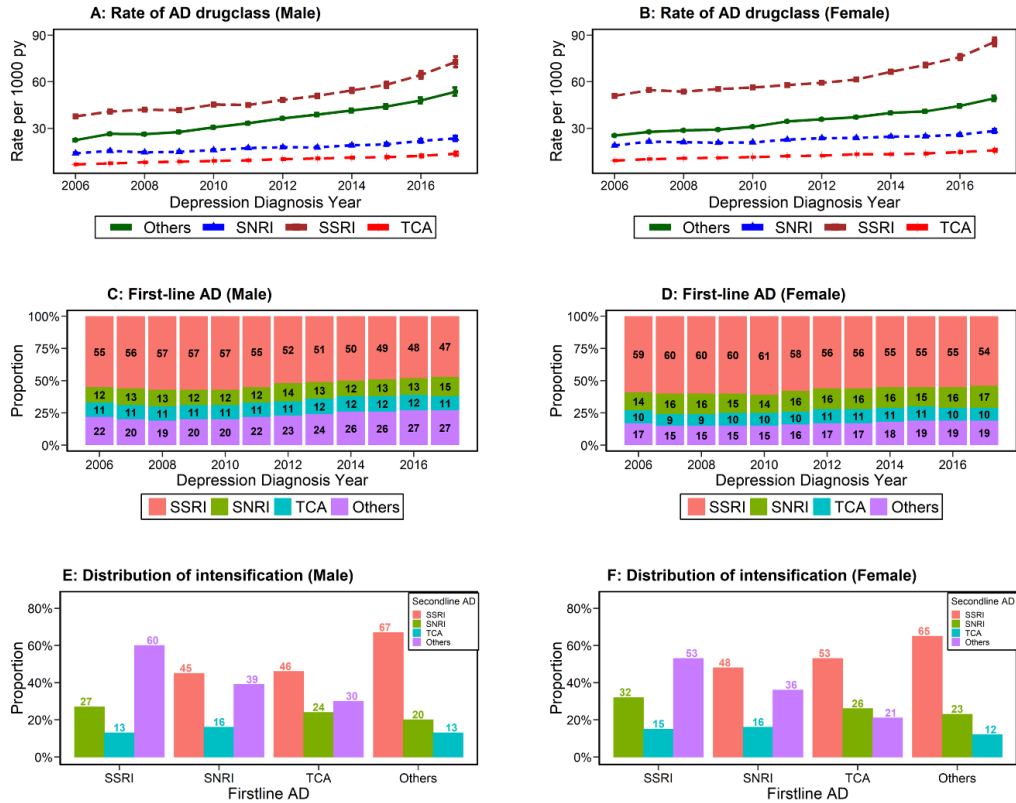 A: Rate of AD drugclass (Male)
Rate per 1000 py
90
60
30
2006 2008 2010 2012 2014 2016
Depression Diagnosis Year
Others SNRI SSRI TCA
B: Rate of AD drugclass (Female)
Rate per 1000 py
90
60
30
2006 2008 2010 2012 2014 2016
Depression Diagnosis Year
Others SNRI SSRI TCA
C: First-line AD (Male)
Proportion
100%
75%
50%
25%
0%
55 56 57 57 57 55 52 51 50 49 48 47
12 13 13 12 12 12 14 13 12 13 13 15
11 11 11 11 11 11 11 12 12 12 12 11
22 20 19 20 20 22 23 24 26 26 27 27
2006 2008 2010 2012 2014 2016
Depression Diagnosis Year
SSRI SNRI TCA Others
D: First-line AD (Female)
Proportion
100%
75%
50%
25%
0%
59 60 60 60 61 58 56 56 55 55 55 54
14 16 16 15 14 16 16 16 16 15 16 17
10 9 9 10 10 10 11 11 11 11 10 10
17 15 15 15 15 16 17 17 18 19 19 19
2006 2008 2010 2012 2014 2016
Depression Diagnosis Year
SSRI SNRI TCA Others
E: Distribution of intensification (Male)
Proportion
80%
60%
40%
20%
0%
Secondline AD
SSRI
SNRI
TCA
Others
27 13 60 45 16 39 46 24 30 67 20 13
SSRI SNRI TCA Others
Firstline AD
F: Distribution of intensification (Female)
Proportion
80%
60%
40%
20%
0%
Secondline AD
SSRI
SNRI
TCA
Others
32 15 53 48 16 36 53 26 21 65 23 12
SSRI SNRI TCA Others
Firstline AD